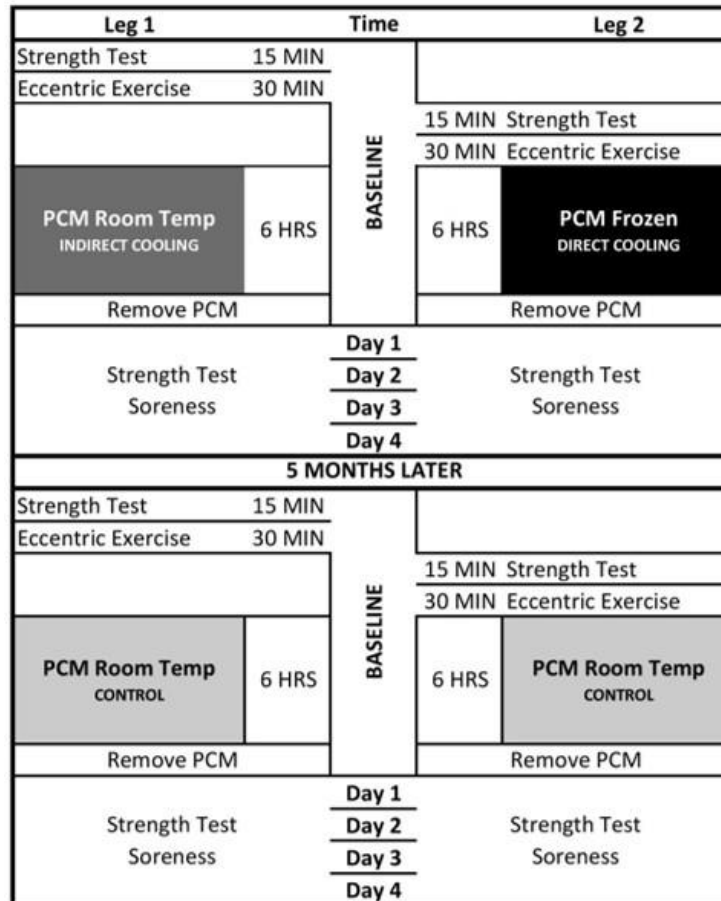 Leg 1 Time Leg 2
Strength Test 15 MIN
Eccentric Exercise 30 MIN
15 MIN Strength Test
30 MIN Eccentric Exercise
BASELINE
PCM Room Temp
INDIRECT COOLING
6 HRS
6 HRS
PCM Frozen
DIRECT COOLING
Remove PCM
Remove PCM
Day 1
Day 2
Day 3
Day 4
Strength Test
Soreness
Strength Test
Soreness
5 MONTHS LATER
Strength Test 15 MIN
Eccentric Exercise 30 MIN
15 MIN Strength Test
30 MIN Eccentric Exercise
BASELINE
PCM Room Temp
CONTROL
6 HRS
6 HRS
PCM Room Temp
CONTROL
Remove PCM
Remove PCM
Day 1
Day 2
Day 3
Day 4
Strength Test
Soreness
Strength Test
Soreness